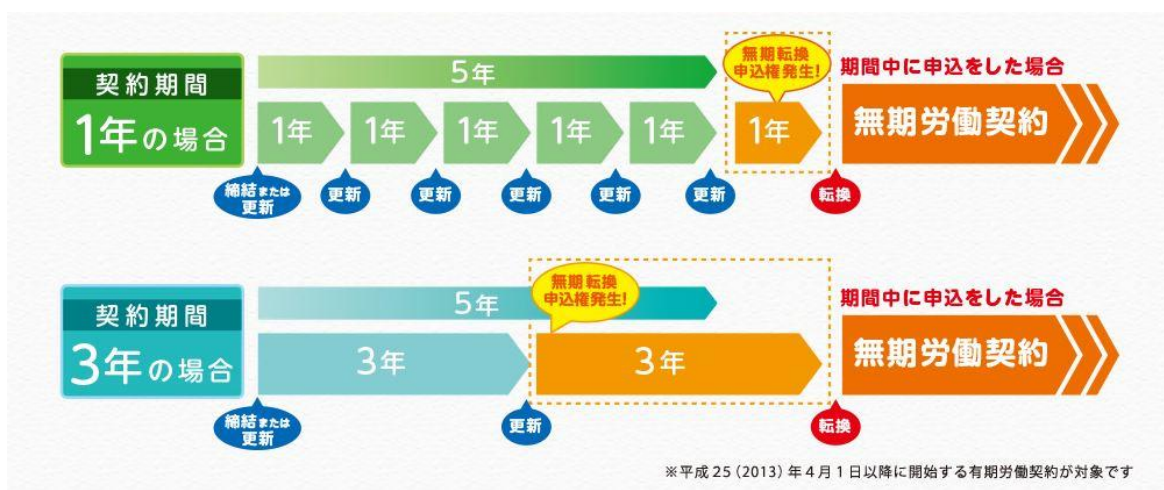 契約期間
1年の場合
5年
1年
1年
1年
1年
1年
無期転換
申込権発生!
1年
期間中に申込をした場合
無期労働契約
締結または
更新
更新
更新
更新
更新
更新
転換
契約期間
3年の場合
5年
3年
無期転換
申込権発生!
3年
期間中に申込をした場合
無期労働契約
締結または
更新
更新
転換
※平成25(2013)年4月1日以降に開始する有期労働契約が対象です